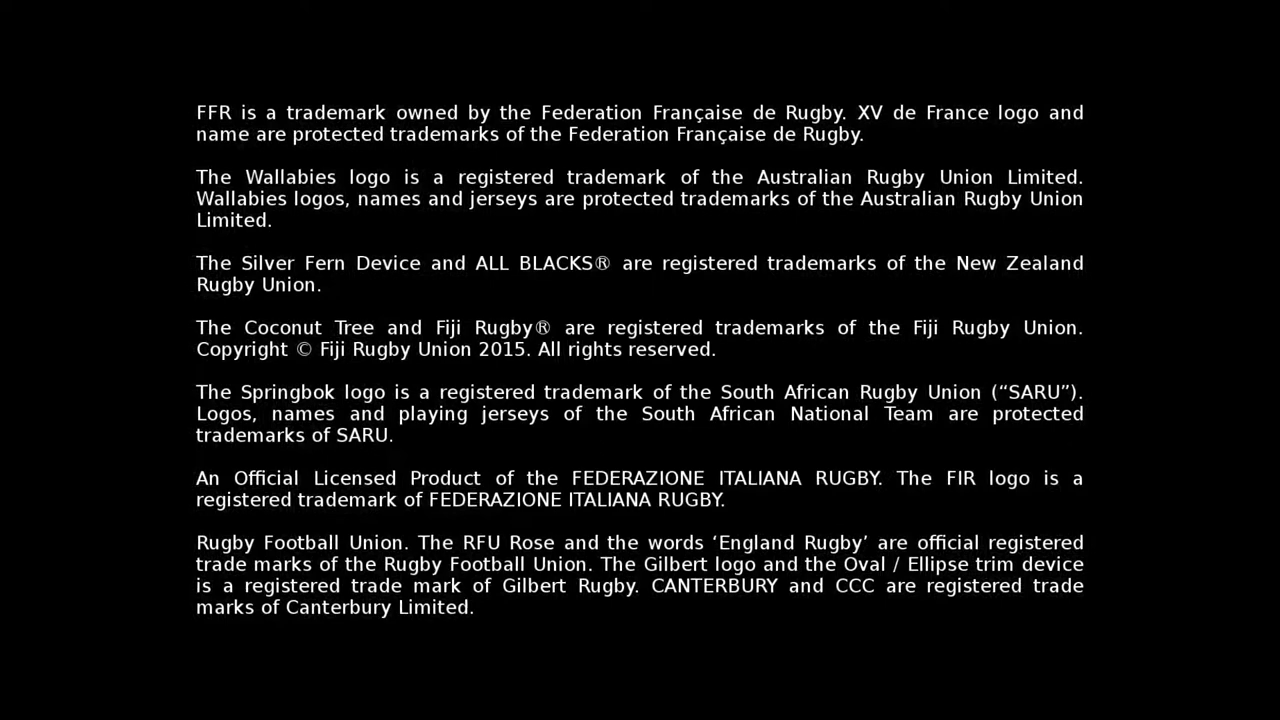 FFR is a trademark owned by the Federation Française de Rugby. XV de France logo and
name are protected trademarks of the Federation Française de Rugby.
The Wallabies logo is a registered trademark of the Australian Rugby Union Limited.
Wallabies logos, names and jerseys are protected trademarks of the Australian Rugby Union
Limited.
The Silver Fern Device and ALL BLACKS® are registered trademarks of the New Zealand
Rugby Union.
The Coconut Tree and Fiji Rugby® are registered trademarks of the Fiji Rugby Union.
Copyright © Fiji Rugby Union 2015. All rights reserved.
The Springbok logo is a registered trademark of the South African Rugby Union (“SARU”).
Logos, names and playing jerseys of the South African National Team are protected
trademarks of SARU.
An Official Licensed Product of the FEDERAZIONE ITALIANA RUGBY. The FIR logo is a
registered trademark of FEDERAZIONE ITALIANA RUGBY.
Rugby Football Union. The RFU Rose and the words ‘England Rugby’ are official registered
trade marks of the Rugby Football Union. The Gilbert logo and the Oval / Ellipse trim device
is a registered trade mark of Gilbert Rugby. CANTERBURY and CCC are registered trade
marks of Canterbury Limited.